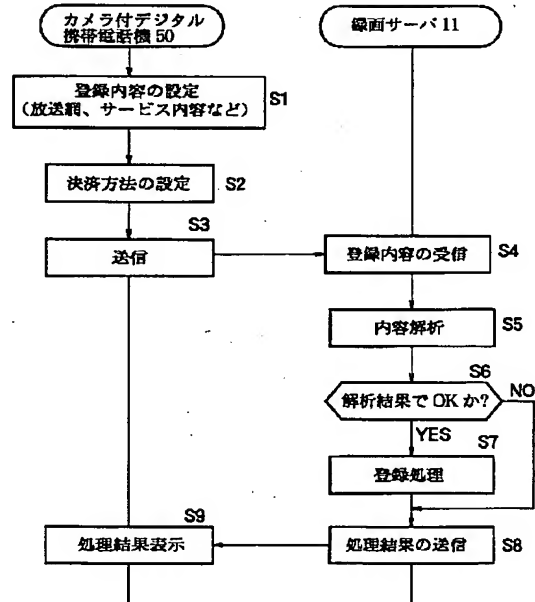 カメラ付デジタル
携帯電話機 50
録画サーバ 11
登録内容の設定
(放送網、サービス内容など)
S1
決済方法の設定
S2
S3
送信
登録内容の受信
S4
内容解析
S5
S6
解析結果で OK か?
NO
YES
S7
登録処理
S9
処理結果表示
処理結果の送信
S8